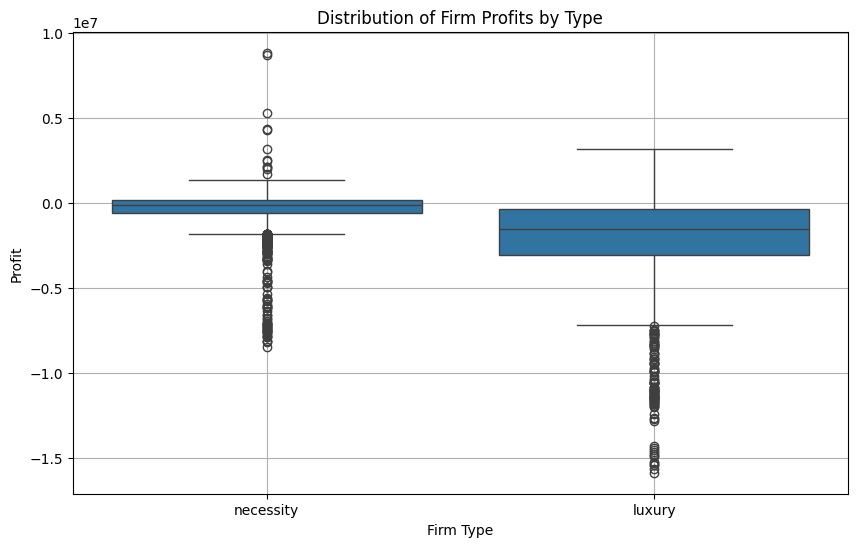 Distribution of Firm Profits by Type
1e7
1.0
0.5
0.0
−0.5
−1.0
−1.5
Profit
necessity luxury
Firm Type